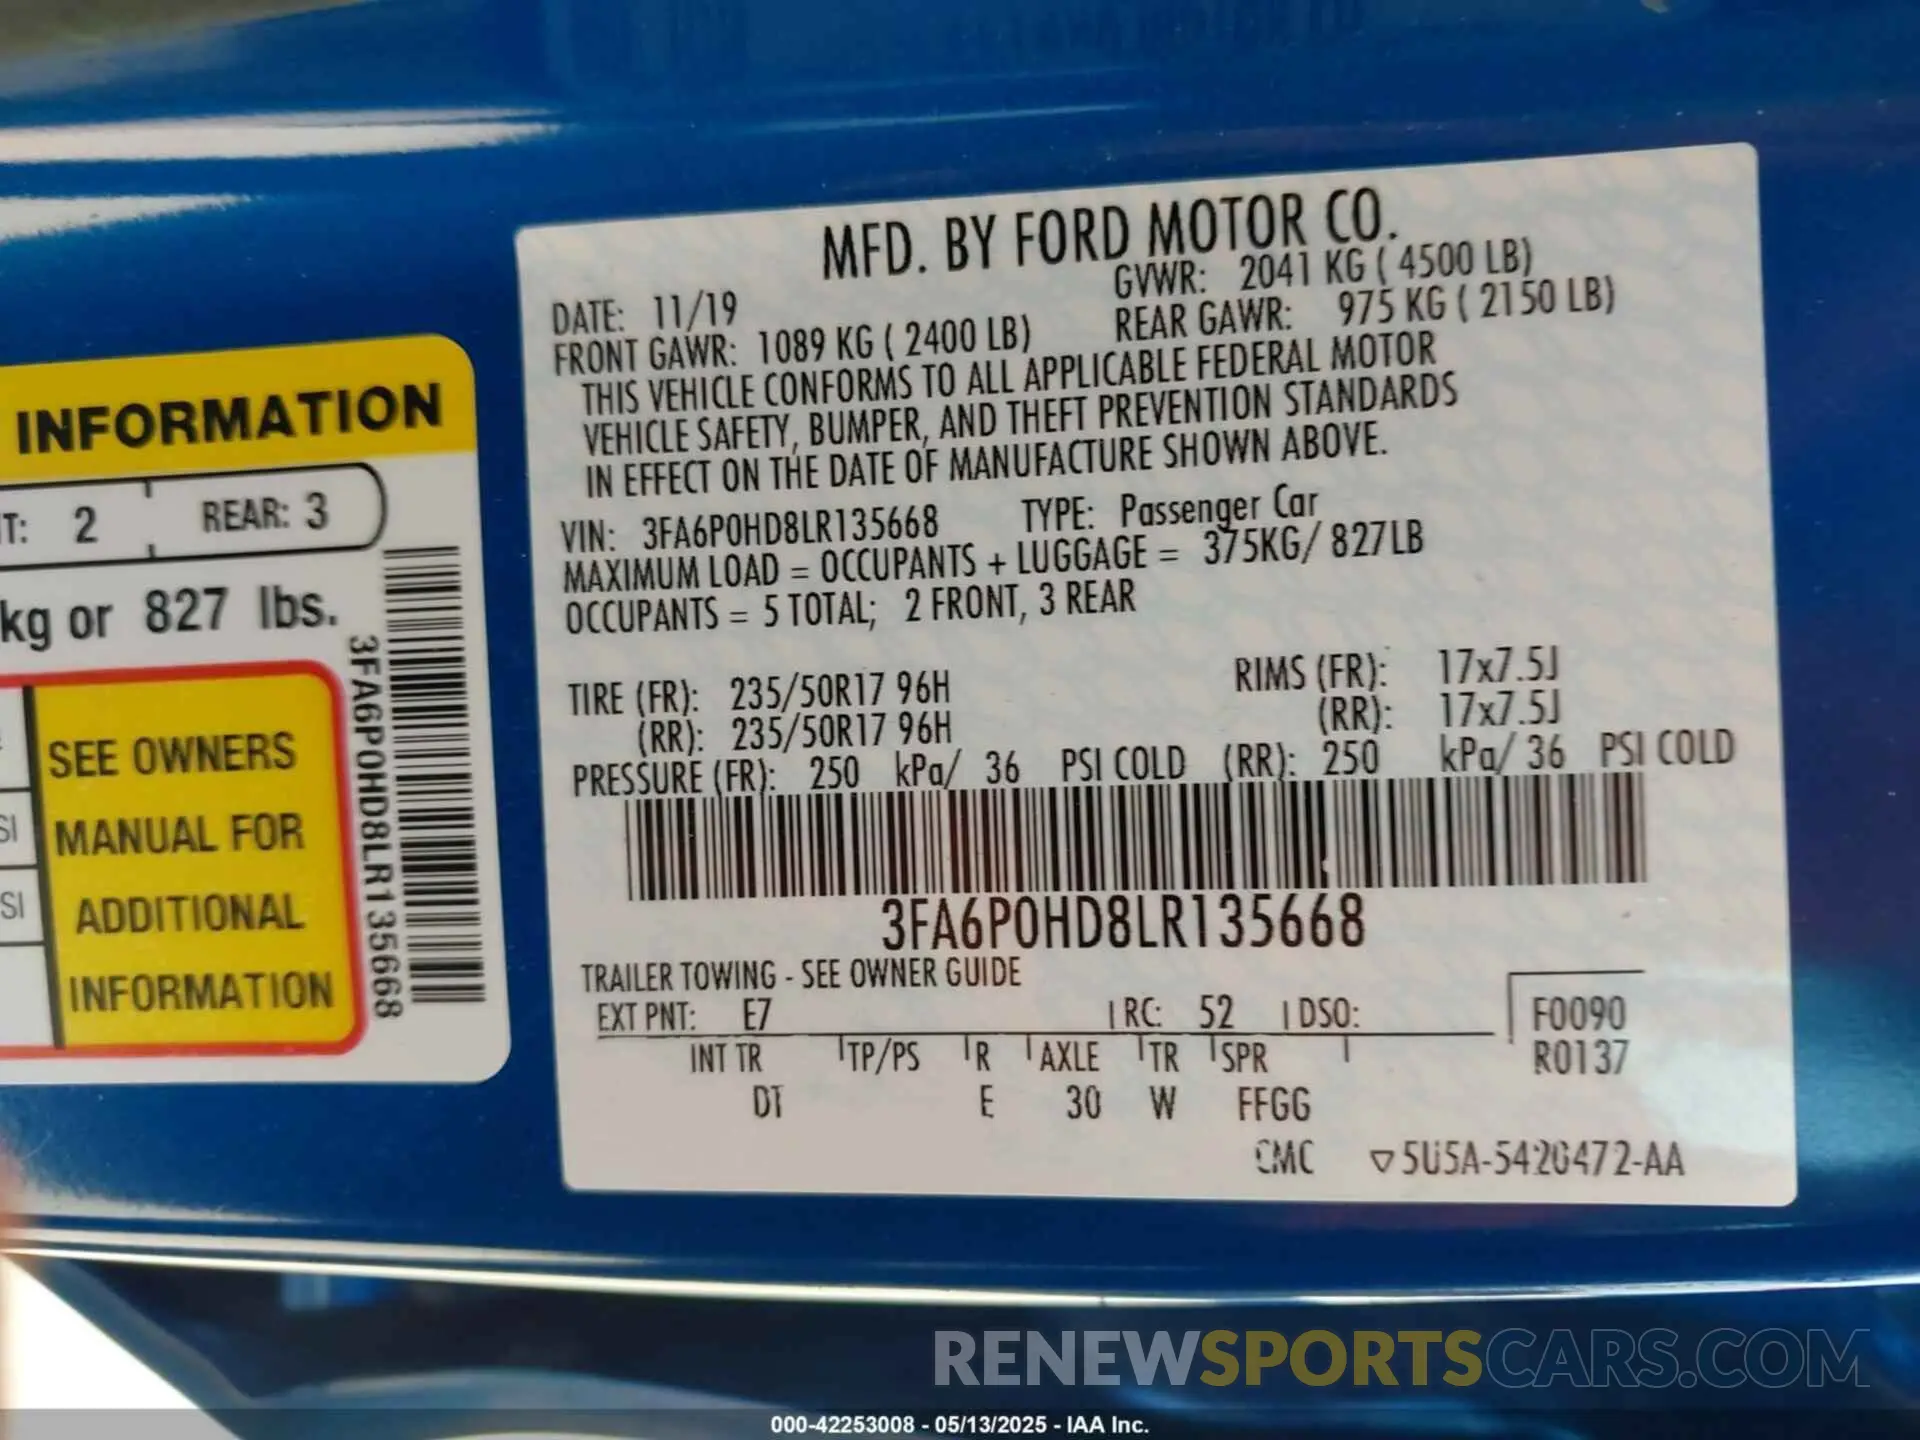 MFD. BY FORD MOTOR CO.
DATE: 11/19 GVWR: 2041 KG ( 4500 LB)
FRONT GAWR: 1089 KG ( 2400 LB) REAR GAWR: 975 KG ( 2150 LB)
THIS VEHICLE CONFORMS TO ALL APPLICABLE FEDERAL MOTOR
VEHICLE SAFETY, BUMPER, AND THEFT PREVENTION STANDARDS
IN EFFECT ON THE DATE OF MANUFACTURE SHOWN ABOVE.
VIN: 3FA6P0HD8LR135668 TYPE: Passenger Car
MAXIMUM LOAD = OCCUPANTS + LUGGAGE = 375KG/ 827LB
OCCUPANTS = 5 TOTAL; 2 FRONT, 3 REAR
TIRE (FR): 235/50R17 96H RIMS (FR): 17x7.5J
(RR): 235/50R17 96H (RR): 17x7.5J
PRESSURE (FR): 250 kPa/ 36 PSI COLD (RR): 250 kPa/ 36 PSI COLD
3FA6P0HD8LR135668
TRAILER TOWING - SEE OWNER GUIDE
EXT PNT: E7 RC: 52 DSO: F0090
INT TR TP/PS R AXLE TR SPR R0137
DT E 30 W FFGG
CMC ▽5U5A-5420472-AA
INFORMATION
T: 2 REAR: 3
kg or 827 lbs.
SEE OWNERS
MANUAL FOR
ADDITIONAL
INFORMATION
SI
SI
3FA6P0HD8LR135668
RENEWSPORTSCARS.COM
000-42253008 - 05/13/2025 - IAA Inc.